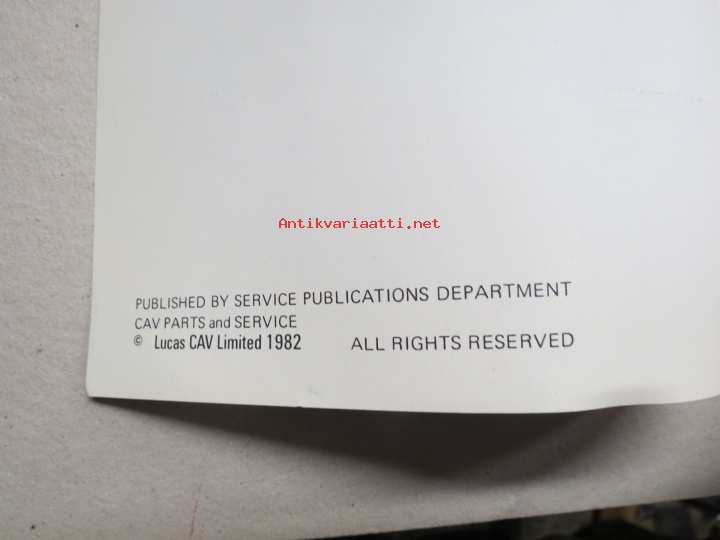 Antikvariaatti.net
PUBLISHED BY SERVICE PUBLICATIONS DEPARTMENT
CAV PARTS and SERVICE
© Lucas CAV Limited 1982 ALL RIGHTS RESERVED